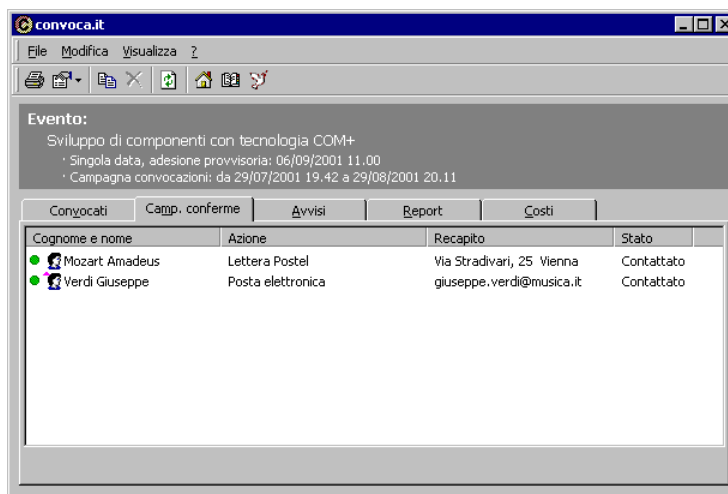 convoca.it
File Modifica Visualizza ?
Evento:
Sviluppo di componenti con tecnologia COM+
· Singola data, adesione provvisoria: 06/09/2001 11.00
· Campagna convocazioni: da 29/07/2001 19.42 a 29/08/2001 20.11
Convocati Camp. conferme Avvisi Report Costi
Cognome e nome Azione Recapito Stato
Mozart Amadeus Lettera Postel Via Stradivari, 25 Vienna Contattato
Verdi Giuseppe Posta elettronica giuseppe.verdi@musica.it Contattato